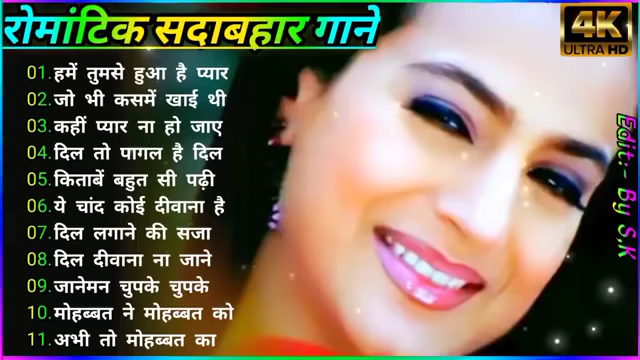 रोमांटिक सदाबहार गाने
4K
ULTRA HD
01.हमें तुमसे हुआ है प्यार
02.जो भी कसमें खाई थी
03.कहीं प्यार ना हो जाए
04.दिल तो पागल है दिल
05.किताबें बहुत सी पढ़ी
06.ये चांद कोई दीवाना है
07.दिल लगाने की सजा
08.दिल दीवाना ना जाने
09.जानेमन चुपके चुपके
10.मोहब्बत ने मोहब्बत को
11.अभी तो मोहब्बत का
Edit:- By S.K